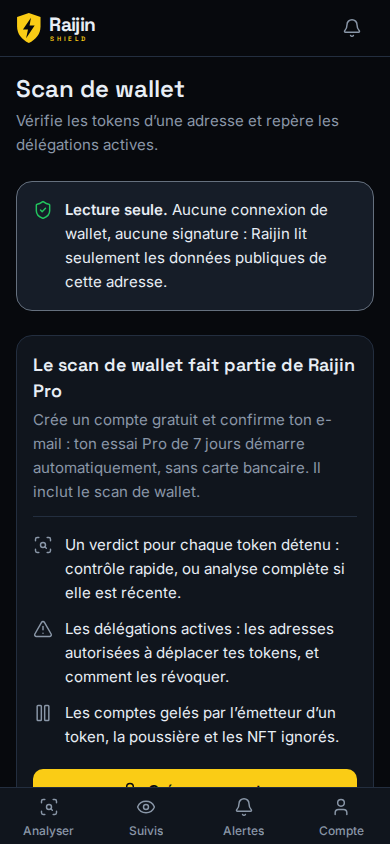 Raijin
SHIELD
Scan de wallet
Vérifie les tokens d’une adresse et repère les
délégations actives.
Lecture seule. Aucune connexion de
wallet, aucune signature : Raijin lit
seulement les données publiques de
cette adresse.
Le scan de wallet fait partie de Raijin
Pro
Crée un compte gratuit et confirme ton e-
mail : ton essai Pro de 7 jours démarre
automatiquement, sans carte bancaire. Il
inclut le scan de wallet.
Un verdict pour chaque token détenu :
contrôle rapide, ou analyse complète si
elle est récente.
Les délégations actives : les adresses
autorisées à déplacer tes tokens, et
comment les révoquer.
Les comptes gelés par l’émetteur d’un
token, la poussière et les NFT ignorés.
Analyser
Suivis
Alertes
Compte